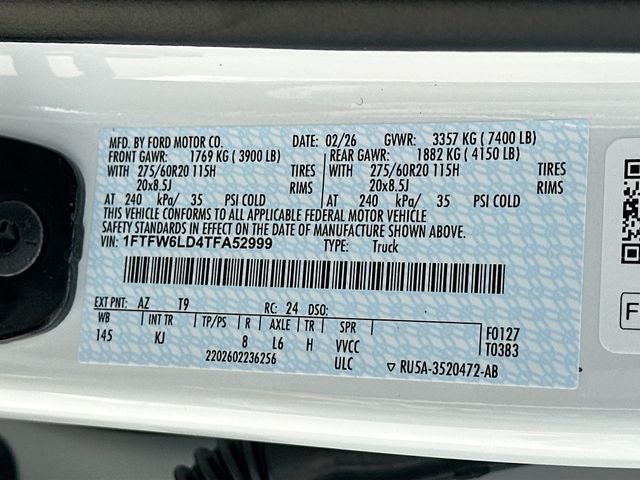 MFD. BY FORD MOTOR CO. 02/26 GVWR: 3357 KG ( 7400 LB)
FRONT GAWR: 1769 KG ( 3900 LB) REAR GAWR: 1882 KG ( 4150 LB)
WITH 275/60R20 115H TIRES WITH 275/60R20 115H TIRES
20x8.5J RIMS 20x8.5J RIMS
AT 240 kPa/ 35 PSI COLD AT 240 kPa/ 35 PSI COLD
THIS VEHICLE CONFORMS TO ALL APPLICABLE FEDERAL MOTOR VEHICLE
SAFETY STANDARDS IN EFFECT ON THE DATE OF MANUFACTURE SHOWN ABOVE.
VIN: 1FTFW6LD4TFA52999 TYPE: Truck
EXT PNT: AZ T9 RC: 24 DSO:
WB INT TR TP/PS R AXLE TR SPR F0127
145 KJ 8 L6 H VVCC T0383
2202602236256 ULC ▽ RU5A-3520472-AB
F